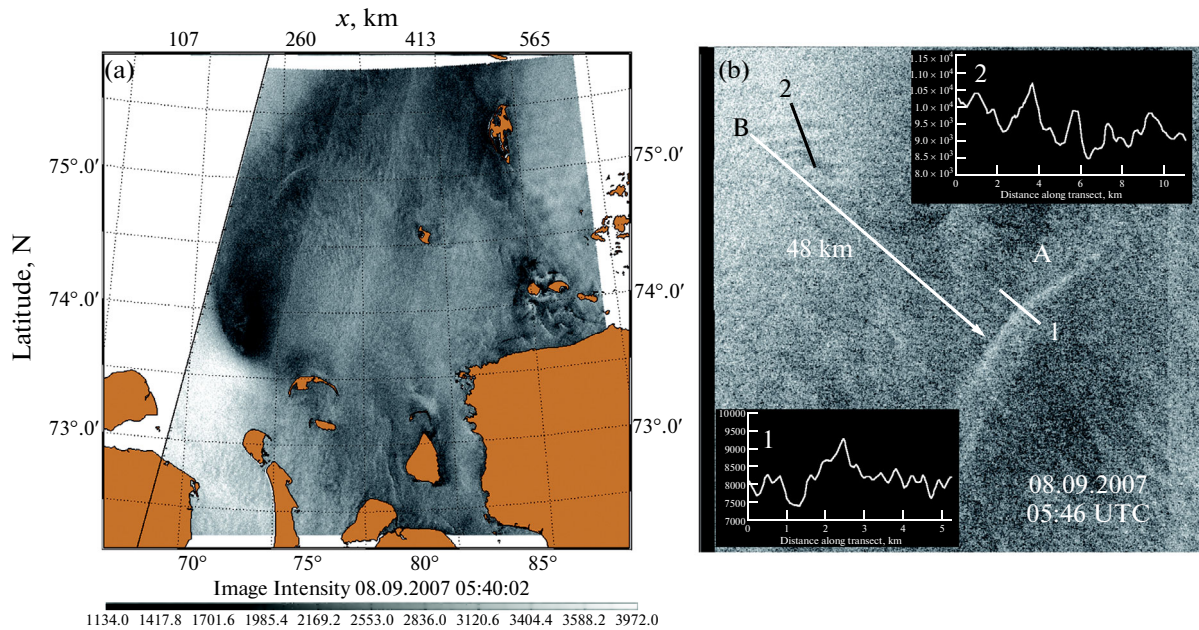 x, km
107 260 413 565
(a)
75°.0′
74°.0′
73°.0′
Latitude, N
75°.0′
74°.0′
73°.0′
70° 75° 80° 85°
Image Intensity 08.09.2007 05:40:02
1134.0 1417.8 1701.6 1985.4 2169.2 2553.0 2836.0 3120.6 3404.4 3588.2 3972.0
(b)
2
B
48 km
A
1
1.15 × 10⁴
1.1 × 10⁴
1.05 × 10⁴
1.0 × 10⁴
9.5 × 10³
9.0 × 10³
8.5 × 10³
8.0 × 10³
2
0 2 4 6 8 10
Distance along transect, km
10000
9500
9000
8500
8000
7500
7000
1
0 1 2 3 4 5
Distance along transect, km
08.09.2007
05:46 UTC